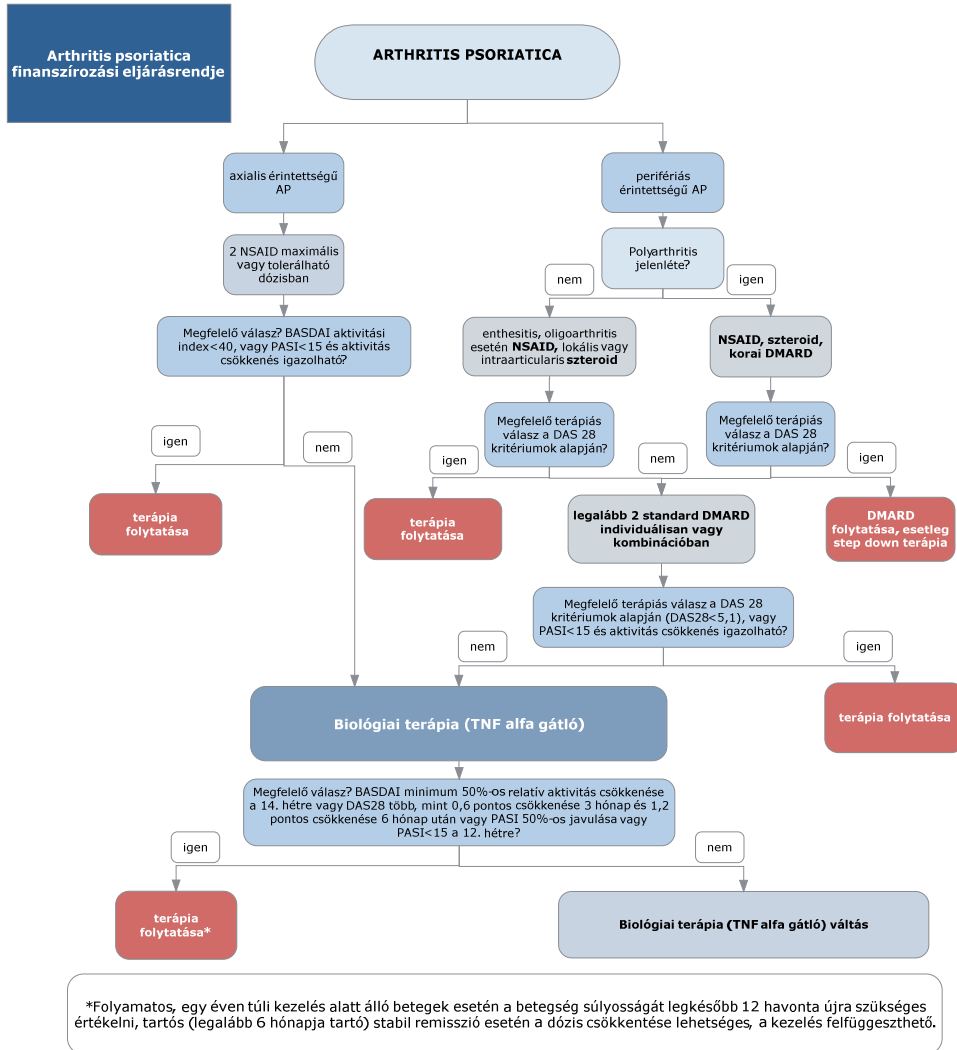 Arthritis psoriatica
finanszírozási eljárásrendje
ARTHRITIS PSORIATICA
axialis érintettségű
AP
perifériás
érintettségű AP
2 NSAID maximális
vagy
tolerálható
dózisban
Polyarthritis
jelenléte?
nem
igen
Megfelelő válasz? BASDAI aktivitási
index<40, vagy PASI<15 és aktivitás
csökkenés igazolható?
enthesitis, oligoarthritis
esetén NSAID, lokális vagy
intraarticularis szteroid
NSAID, szteroid,
korai DMARD
Megfelelő terápiás
válasz a DAS 28
kritériumok alapján?
Megfelelő terápiás
válasz a DAS 28
kritériumok alapján?
igen
nem
igen
nem
igen
terápia
folytatása
terápia
folytatása
legalább 2 standard DMARD
individuálisan vagy
kombinációban
DMARD
folytatása, esetleg
step down terápia
Megfelelő terápiás válasz a DAS 28
kritériumok alapján (DAS28<5,1), vagy
PASI<15 és aktivitás csökkenés igazolható?
nem
igen
Biológiai terápia (TNF alfa gátló)
terápia folytatása
Megfelelő válasz? BASDAI minimum 50%-os relatív aktivitás csökkenése
a 14. hétre vagy DAS28 több, mint 0,6 pontos csökkenése 3 hónap és 1,2
pontos csökkenése 6 hónap után vagy PASI 50%-os javulása vagy
PASI<15 a 12. hétre?
igen
nem
terápia
folytatása*
Biológiai terápia (TNF alfa gátló) váltás
*Folyamatos, egy éven túli kezelés alatt álló betegek esetén a betegség súlyosságát legkésőbb 12 havonta újra szükséges
értékelni, tartós (legalább 6 hónapja tartó) stabil remisszió esetén a dózis csökkentése lehetséges, a kezelés felfüggeszthető.